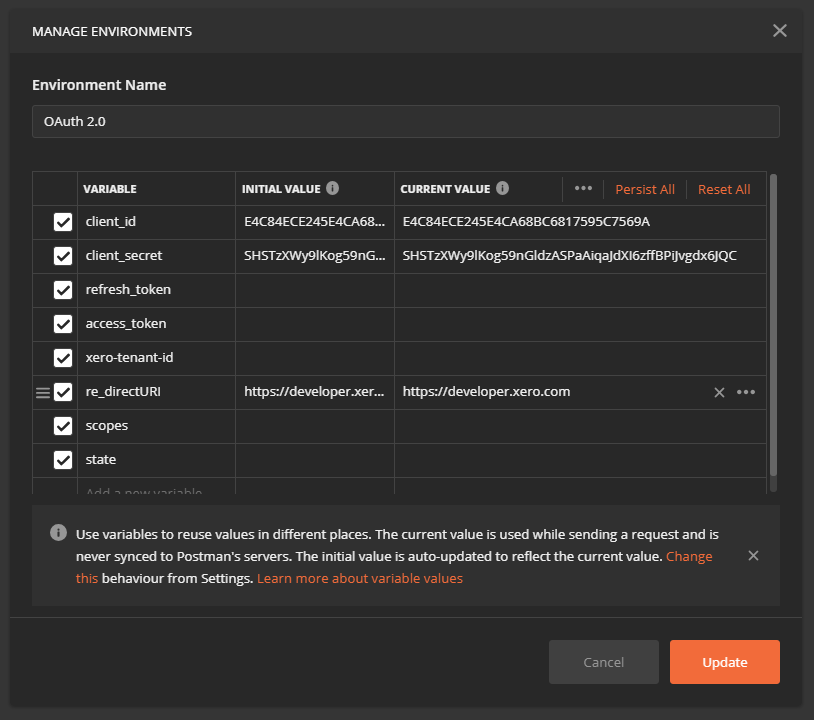 MANAGE ENVIRONMENTS
Environment Name
OAuth 2.0
VARIABLE INITIAL VALUE CURRENT VALUE ••• Persist All Reset All
client_id E4C84ECE245E4CA68... E4C84ECE245E4CA68BC6817595C7569A
client_secret SHSTzXWy9lKog59nG... SHSTzXWy9lKog59nGldzASPaAiqaJdXI6zffBPiJvgdx6JQC
refresh_token
access_token
xero-tenant-id
re_directURI https://developer.xer... https://developer.xero.com
scopes
state
Add a new variable
Use variables to reuse values in different places. The current value is used while sending a request and is
never synced to Postman's servers. The initial value is auto-updated to reflect the current value. Change
this behaviour from Settings. Learn more about variable values
Cancel Update